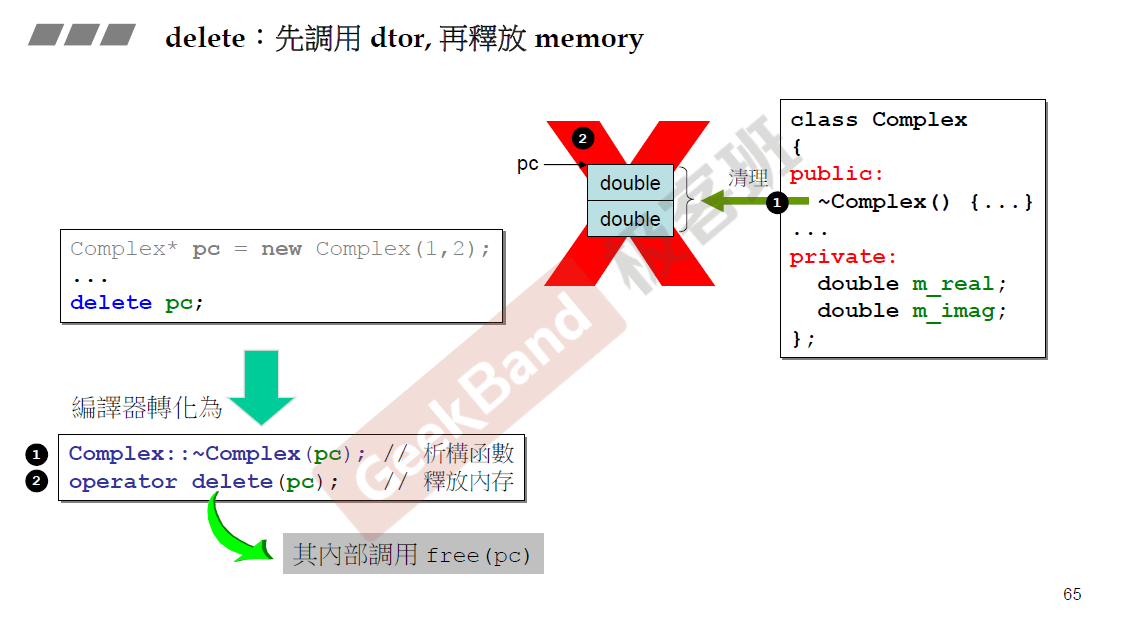 delete：先調用 dtor, 再釋放 memory
class Complex
{
public:
~Complex() {...}
...
private:
double m_real;
double m_imag;
};
2
pc
double
double
清理
1
Complex* pc = new Complex(1,2);
...
delete pc;
編譯器轉化為
1 Complex::~Complex(pc); // 析構函數
2 operator delete(pc); // 釋放內存
其內部調用 free(pc)
GeekBand 极客班
65